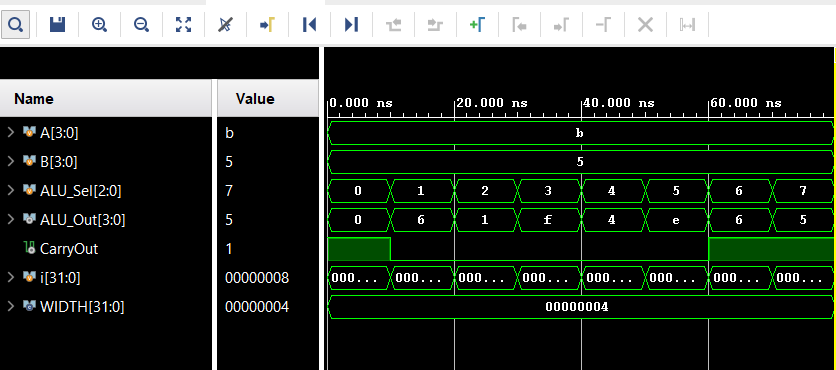 Name Value
0.000 ns 20.000 ns 40.000 ns 60.000 ns
A[3:0] b b
B[3:0] 5 5
ALU_Sel[2:0] 7 0 1 2 3 4 5 6 7
ALU_Out[3:0] 5 0 6 1 f 4 e 6 5
CarryOut 1
i[31:0] 00000008 000... 000... 000... 000... 000... 000... 000... 000...
WIDTH[31:0] 00000004 00000004